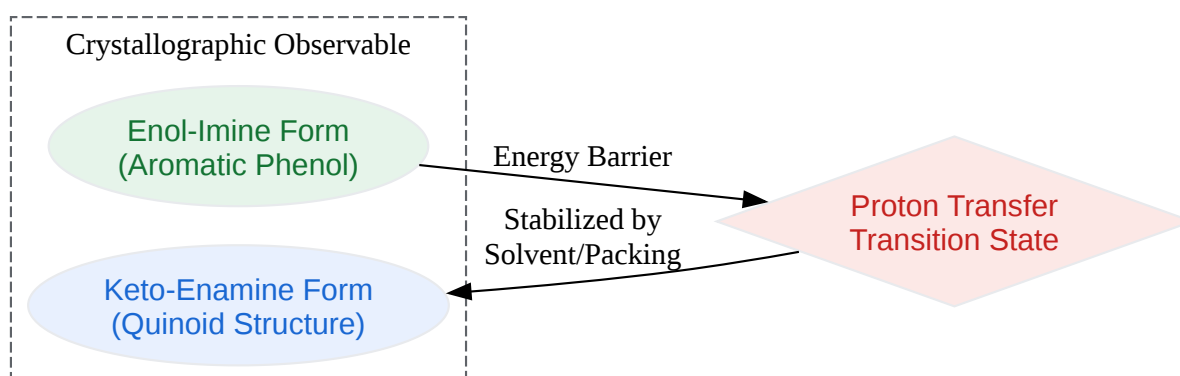 Crystallographic Observable
Enol-Imine Form
(Aromatic Phenol)
Energy Barrier
Stabilized by
Solvent/Packing
Proton Transfer
Transition State
Keto-Enamine Form
(Quinoid Structure)